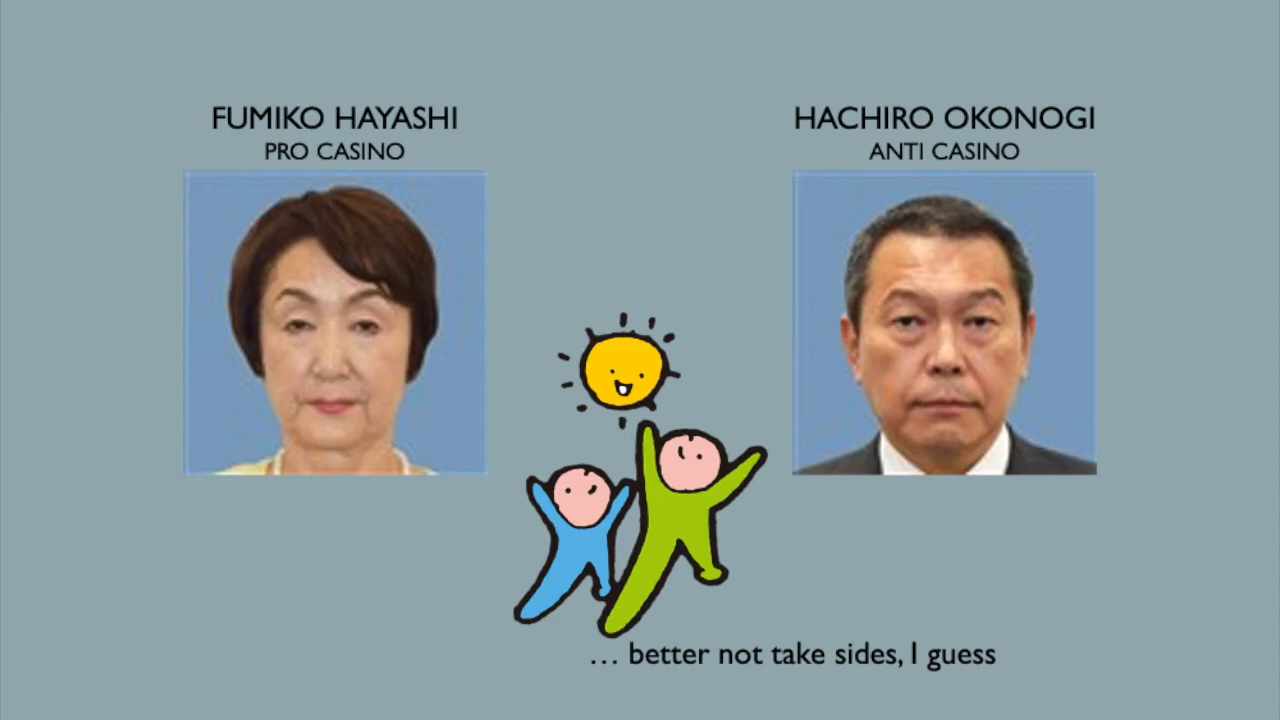 FUMIKO HAYASHI
PRO CASINO
HACHIRO OKONOGI
ANTI CASINO
... better not take sides, I guess